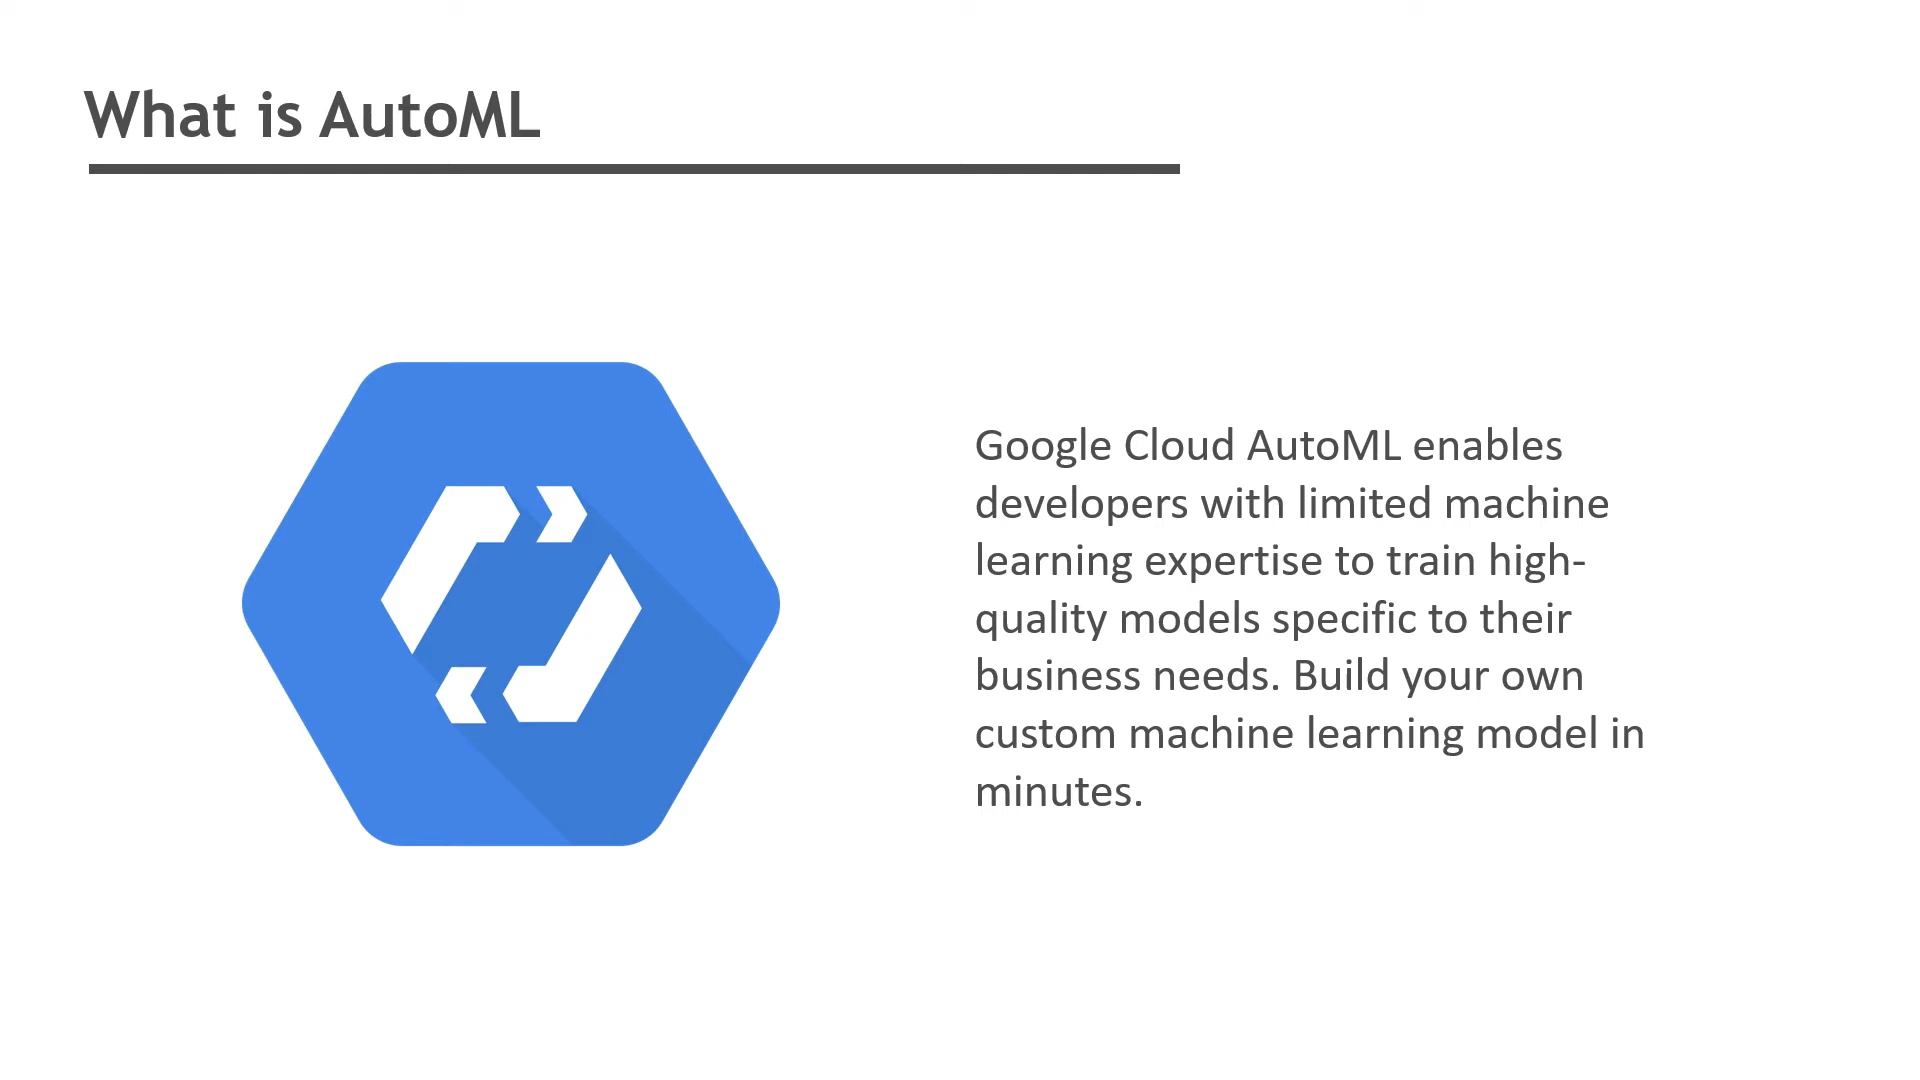 What is AutoML
Google Cloud AutoML enables
developers with limited machine
learning expertise to train high-
quality models specific to their
business needs. Build your own
custom machine learning model in
minutes.